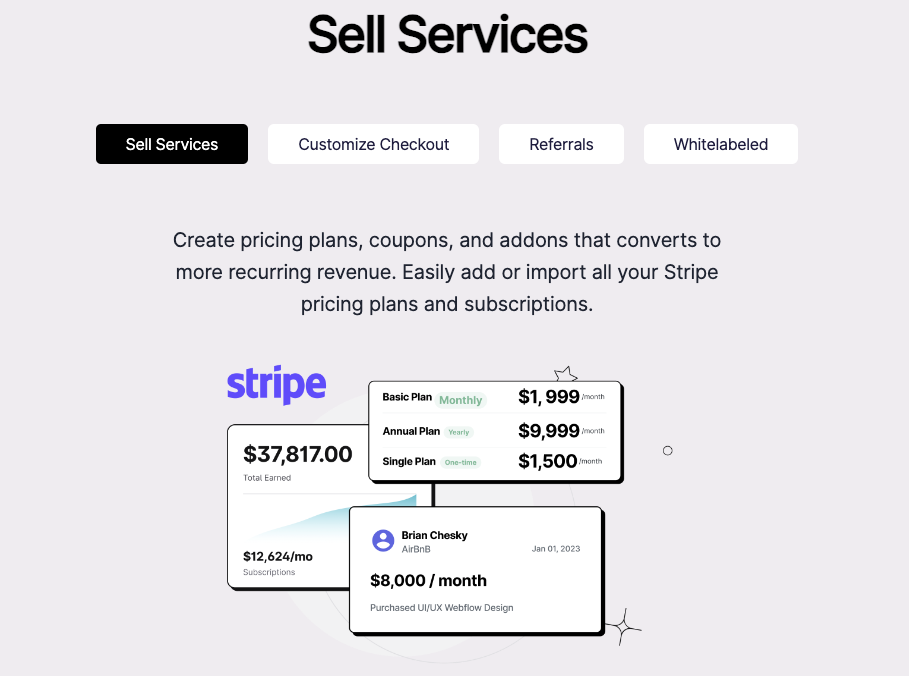 Sell Services
Sell Services
Customize Checkout
Referrals
Whitelabeled
Create pricing plans, coupons, and addons that converts to
more recurring revenue. Easily add or import all your Stripe
pricing plans and subscriptions.
stripe
Basic Plan Monthly $1, 999 /month
Annual Plan Yearly $9,999 /month
Single Plan One-time $1,500 /month
$37,817.00
Total Earned
$12,624/mo
Subscriptions
Brian Chesky
AirBnB
Jan 01, 2023
$8,000 / month
Purchased UI/UX Webflow Design